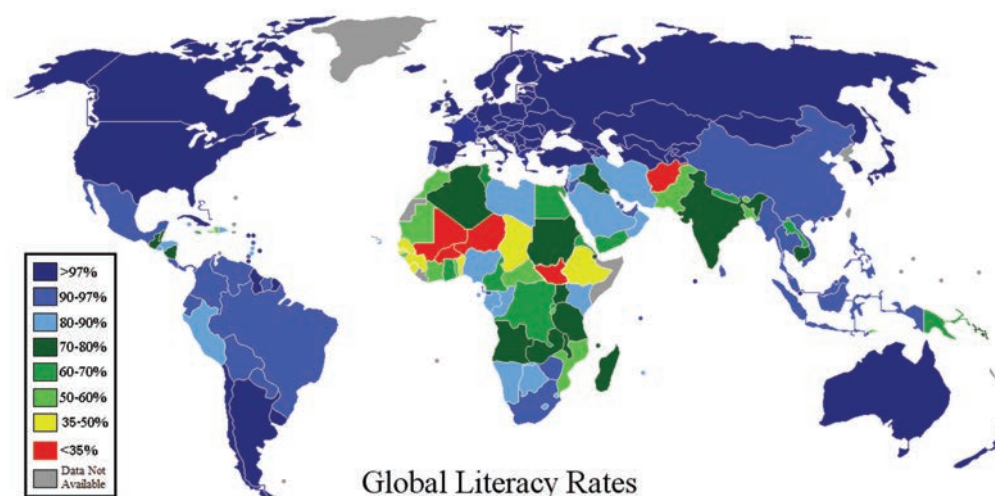 >97%
90-97%
80-90%
70-80%
60-70%
50-60%
35-50%
<35%
Data Not
Available
Global Literacy Rates